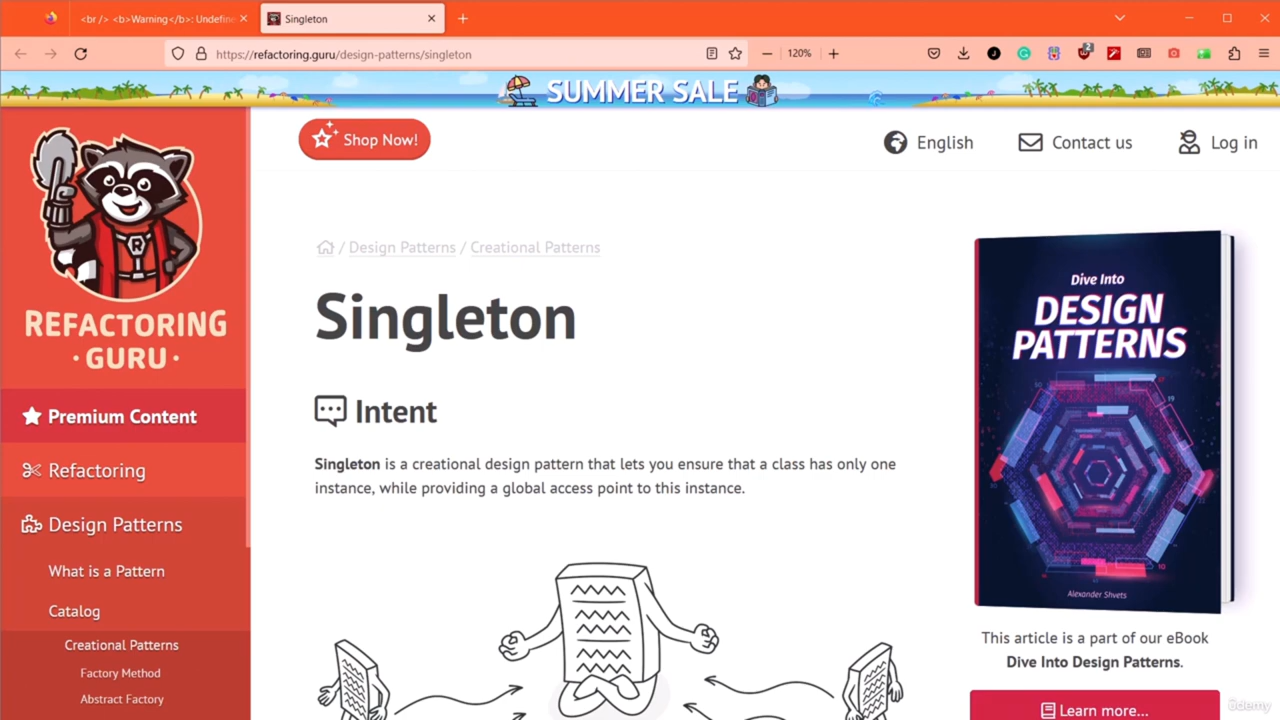 <br /> <b>Warning</b>: Undefine
Singleton
https://refactoring.guru/design-patterns/singleton
120%
2
SUMMER SALE
Shop Now!
English
Contact us
Log in
REFACTORING
· GURU ·
Premium Content
Refactoring
Design Patterns
What is a Pattern
Catalog
Creational Patterns
Factory Method
Abstract Factory
/ Design Patterns / Creational Patterns
Singleton
Intent
Singleton is a creational design pattern that lets you ensure that a class has only one
instance, while providing a global access point to this instance.
Dive Into
DESIGN
PATTERNS
Alexander Shvets
This article is a part of our eBook
Dive Into Design Patterns.
Learn more...
ûdemy